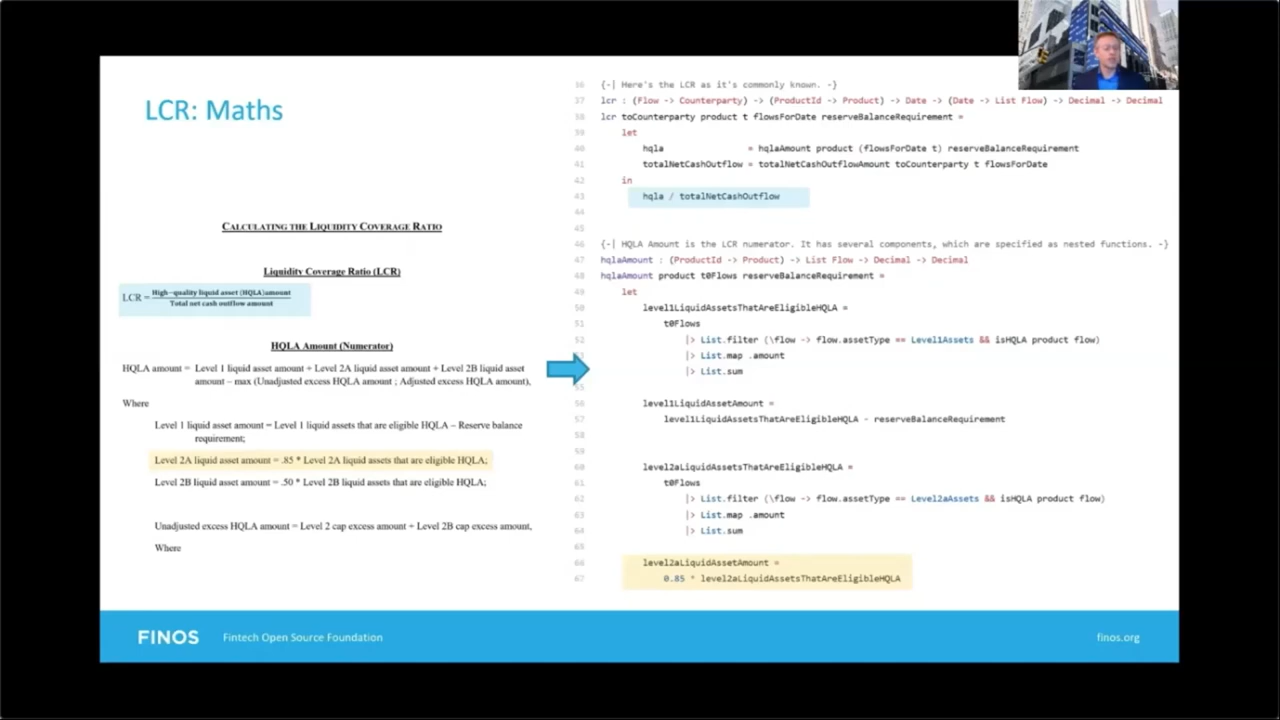 LCR: Maths
CALCULATING THE LIQUIDITY COVERAGE RATIO
Liquidity Coverage Ratio (LCR)
LCR = High-quality liquid asset (HQLA)amount
Total net cash outflow amount
HQLA Amount (Numerator)
HQLA amount = Level 1 liquid asset amount + Level 2A liquid asset amount + Level 2B liquid asset
amount – max (Unadjusted excess HQLA amount ; Adjusted excess HQLA amount),
Where
Level 1 liquid asset amount = Level 1 liquid assets that are eligible HQLA – Reserve balance
requirement;
Level 2A liquid asset amount = .85 * Level 2A liquid assets that are eligible HQLA;
Level 2B liquid asset amount = .50 * Level 2B liquid assets that are eligible HQLA;
Unadjusted excess HQLA amount = Level 2 cap excess amount + Level 2B cap excess amount,
Where
36 {-| Here's the LCR as it's commonly known. -}
37 lcr : (Flow -> Counterparty) -> (ProductId -> Product) -> Date -> (Date -> List Flow) -> Decimal -> Decimal
38 lcr toCounterparty product t flowsForDate reserveBalanceRequirement =
39 let
40 hqla = hqlaAmount product (flowsForDate t) reserveBalanceRequirement
41 totalNetCashOutflow = totalNetCashOutflowAmount toCounterparty t flowsForDate
42 in
43 hqla / totalNetCashOutflow
44
45
46 {-| HQLA Amount is the LCR numerator. It has several components, which are specified as nested functions. -}
47 hqlaAmount : (ProductId -> Product) -> List Flow -> Decimal -> Decimal
48 hqlaAmount product t0Flows reserveBalanceRequirement =
49 let
50 level1LiquidAssetsThatAreEligibleHQLA =
51 t0Flows
52 |> List.filter (\flow -> flow.assetType == Level1Assets && isHQLA product flow)
|> List.map .amount
|> List.sum
55
56 level1LiquidAssetAmount =
57 level1LiquidAssetsThatAreEligibleHQLA - reserveBalanceRequirement
58
59
60 level2aLiquidAssetsThatAreEligibleHQLA =
61 t0Flows
62 |> List.filter (\flow -> flow.assetType == Level2aAssets && isHQLA product flow)
63 |> List.map .amount
64 |> List.sum
65
66 level2aLiquidAssetAmount =
67 0.85 * level2aLiquidAssetsThatAreEligibleHQLA
FINOS Fintech Open Source Foundation
finos.org